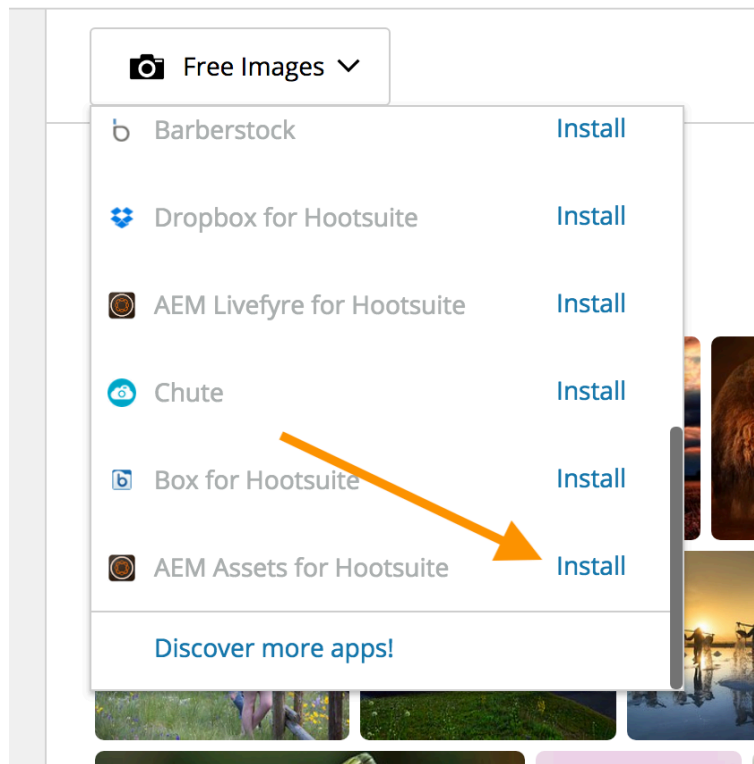 Free Images
Barberstock Install
Dropbox for Hootsuite Install
AEM Livefyre for Hootsuite Install
Chute Install
Box for Hootsuite Install
AEM Assets for Hootsuite Install
Discover more apps!